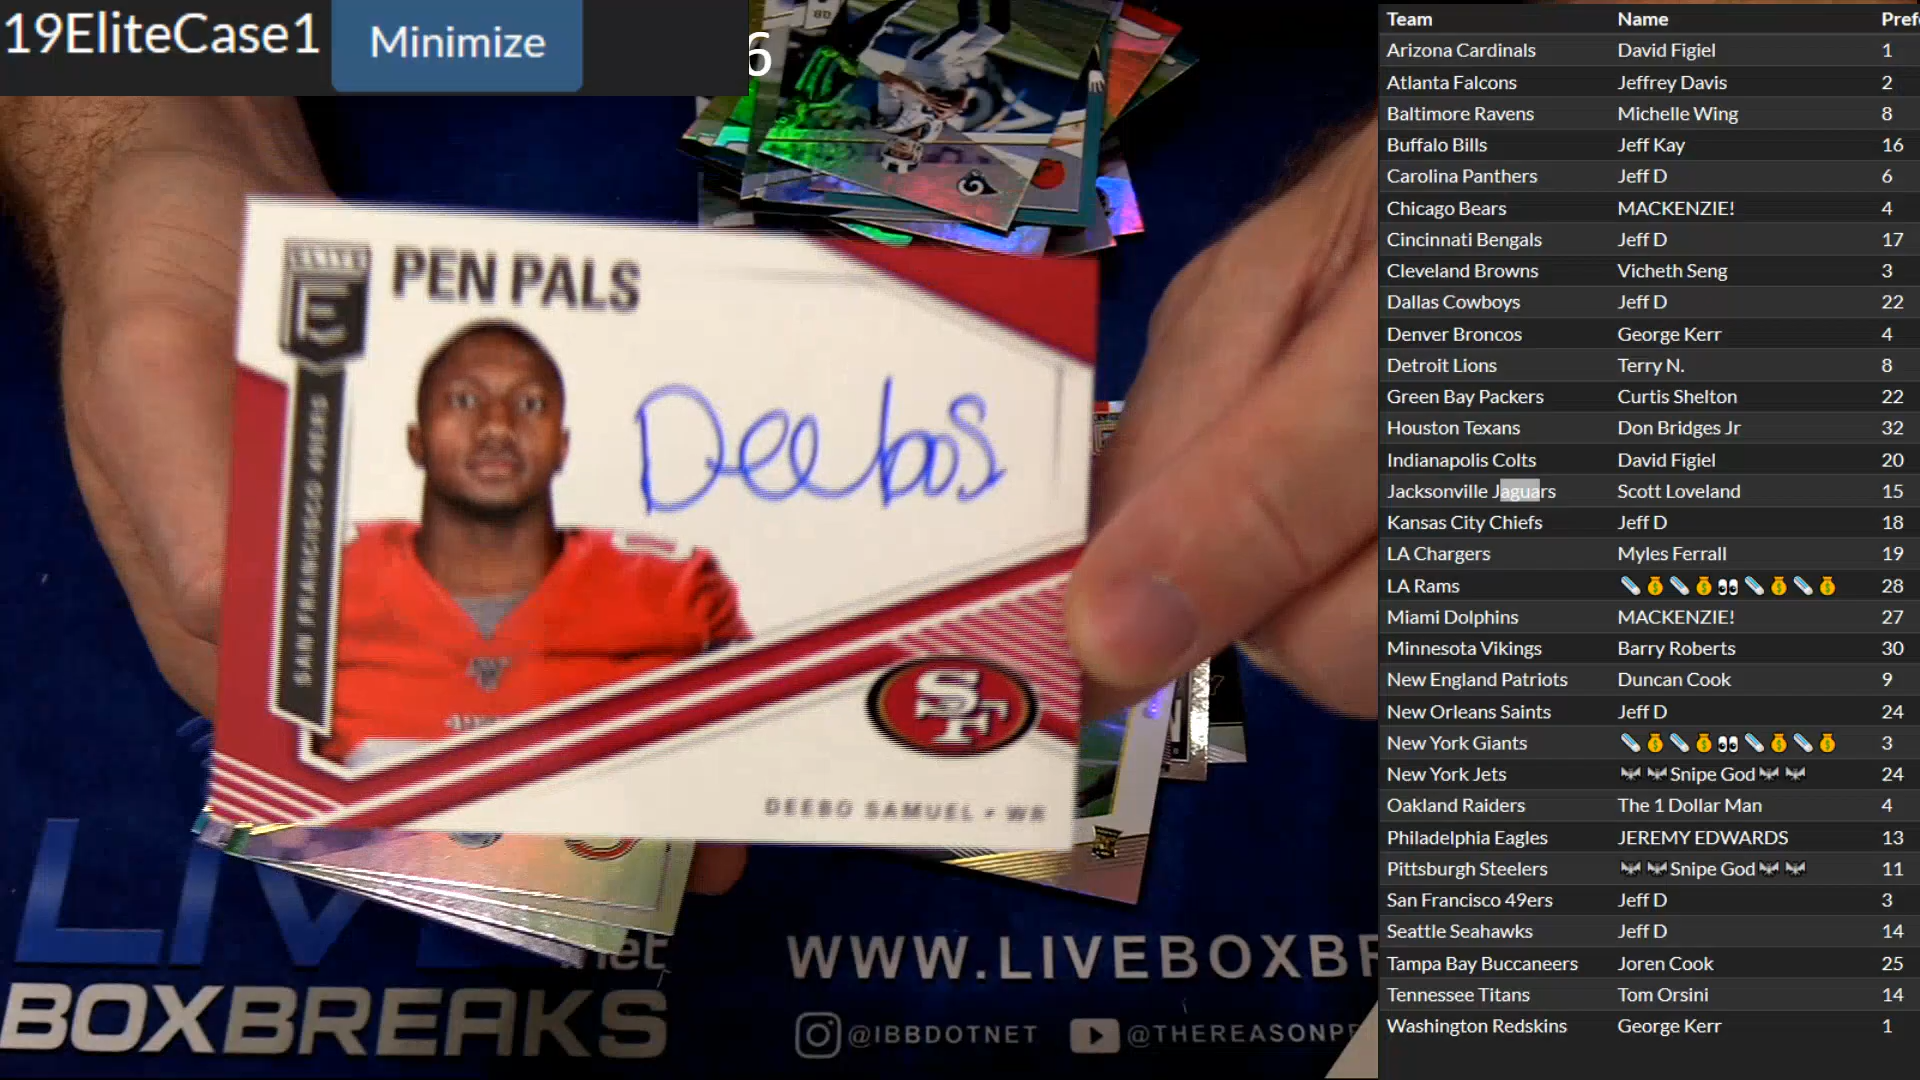 19EliteCase1
Minimize
6
ELITE
E
PEN PALS
SAN FRANCISCO 49ERS
Deebos
SF
DEEBO SAMUEL • WR
LIV
.net
BOXBREAKS
WWW.LIVEBOXBR
@IBBDOTNET
@THEREASONP
Team Name Pref
Arizona Cardinals David Figiel 1
Atlanta Falcons Jeffrey Davis 2
Baltimore Ravens Michelle Wing 8
Buffalo Bills Jeff Kay 16
Carolina Panthers Jeff D 6
Chicago Bears MACKENZIE! 4
Cincinnati Bengals Jeff D 17
Cleveland Browns Vicheth Seng 3
Dallas Cowboys Jeff D 22
Denver Broncos George Kerr 4
Detroit Lions Terry N. 8
Green Bay Packers Curtis Shelton 22
Houston Texans Don Bridges Jr 32
Indianapolis Colts David Figiel 20
Jacksonville Jaguars Scott Loveland 15
Kansas City Chiefs Jeff D 18
LA Chargers Myles Ferrall 19
LA Rams 28
Miami Dolphins MACKENZIE! 27
Minnesota Vikings Barry Roberts 30
New England Patriots Duncan Cook 9
New Orleans Saints Jeff D 24
New York Giants 3
New York Jets Snipe God 24
Oakland Raiders The 1 Dollar Man 4
Philadelphia Eagles JEREMY EDWARDS 13
Pittsburgh Steelers Snipe God 11
San Francisco 49ers Jeff D 3
Seattle Seahawks Jeff D 14
Tampa Bay Buccaneers Joren Cook 25
Tennessee Titans Tom Orsini 14
Washington Redskins George Kerr 1